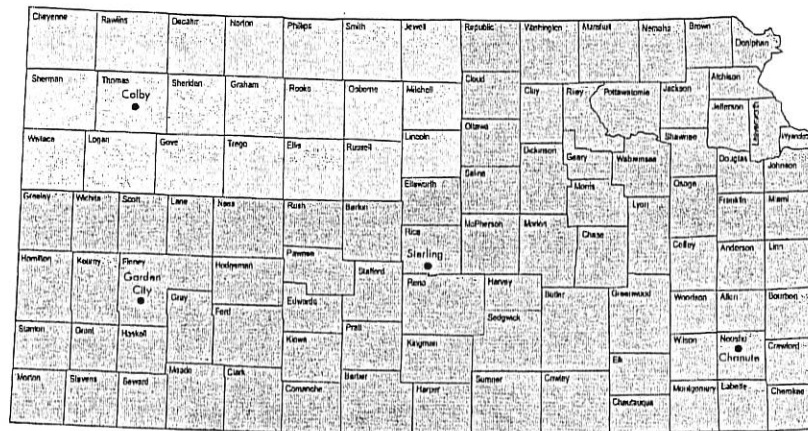 Cheyenne Rawlins Decatur Norton Phillips Smith Jewell Republic Washington Marshall Nemaha Brown Doniphan
Sherman Thomas Sheridan Graham Rooks Osborne Mitchell Cloud Clay Riley Pottawatomie Jackson Atchison
Colby
Jefferson Leavenworth
Wallace Logan Gove Trego Ellis Russell Lincoln Ottawa Dickinson Geary Wabaunsee Shawnee Douglas Johnson
Saline Morris
Greeley Wichita Scott Lane Ness Rush Barton Ellsworth McPherson Marion Chase Lyon Osage Franklin Miami
Rice
Sterling
Hamilton Kearny Finney Hodgeman Pawnee Stafford Coffey Anderson Linn
Garden
City
Gray Ford Edwards Reno Harvey Butler Greenwood Woodson Allen Bourbon
Sedgwick
Stanton Grant Haskell Kiowa Pratt Kingman Elk Wilson Neosho Crawford
Chanute
Morton Stevens Seward Meade Clark Comanche Barber Harper Sumner Cowley Chautauqua Montgomery Labette Cherokee